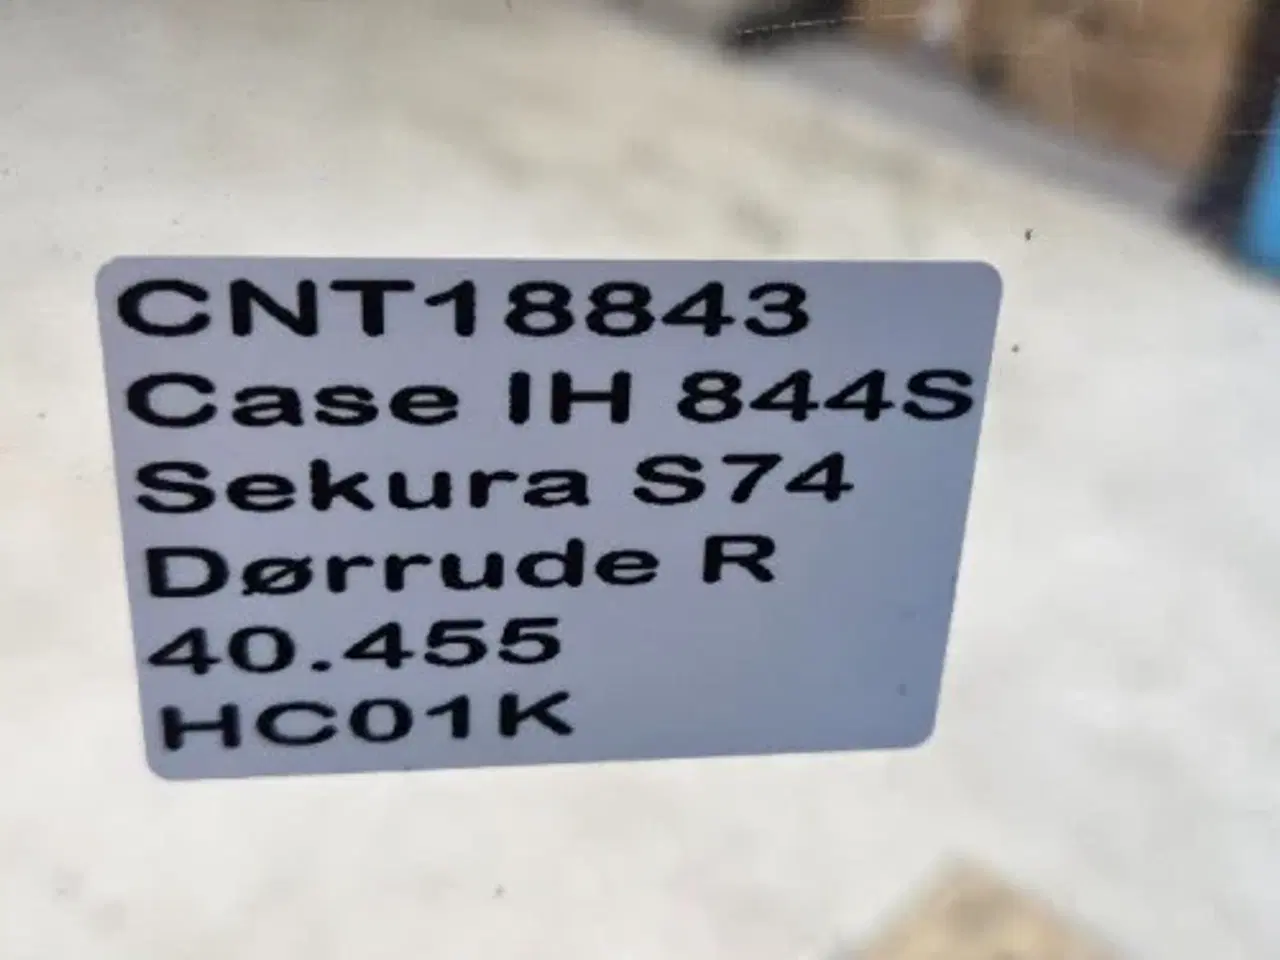 CNT18843
Case IH 844S
Sekura S74
Dørrude R
40.455
HC01K